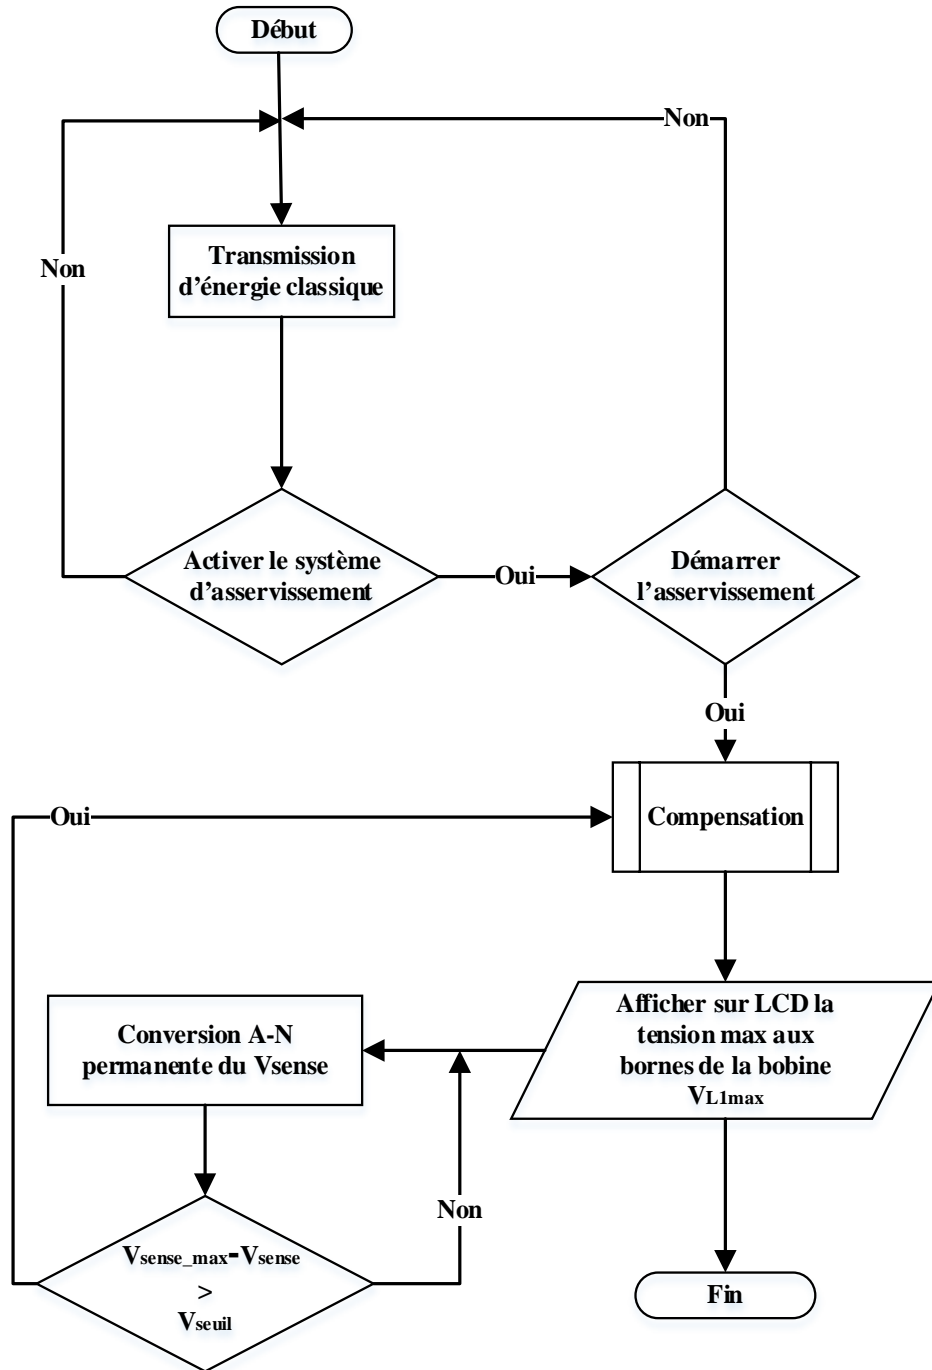 Début
Non
Non
Transmission
d'énergie classique
Activer le système
d'asservissement
Oui
Démarrer
l'asservissement
Oui
Oui
Compensation
Conversion A-N
permanente du Vsense
Afficher sur LCD la
tension max aux
bornes de la bobine
VL1max
Non
Vsense_max-Vsense
>
Vseuil
Fin